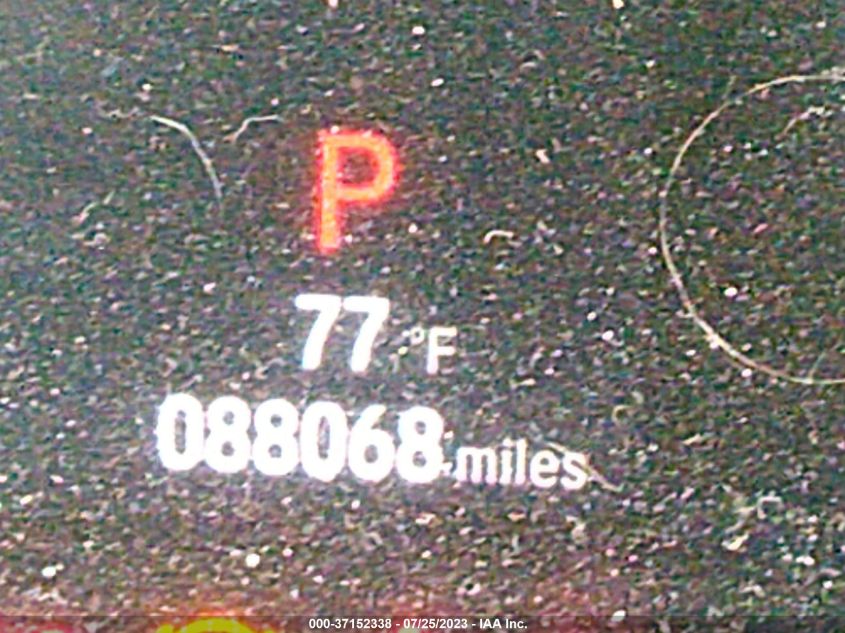 P
77 °F
088068 miles
000-37152338 - 07/25/2023 - IAA Inc.